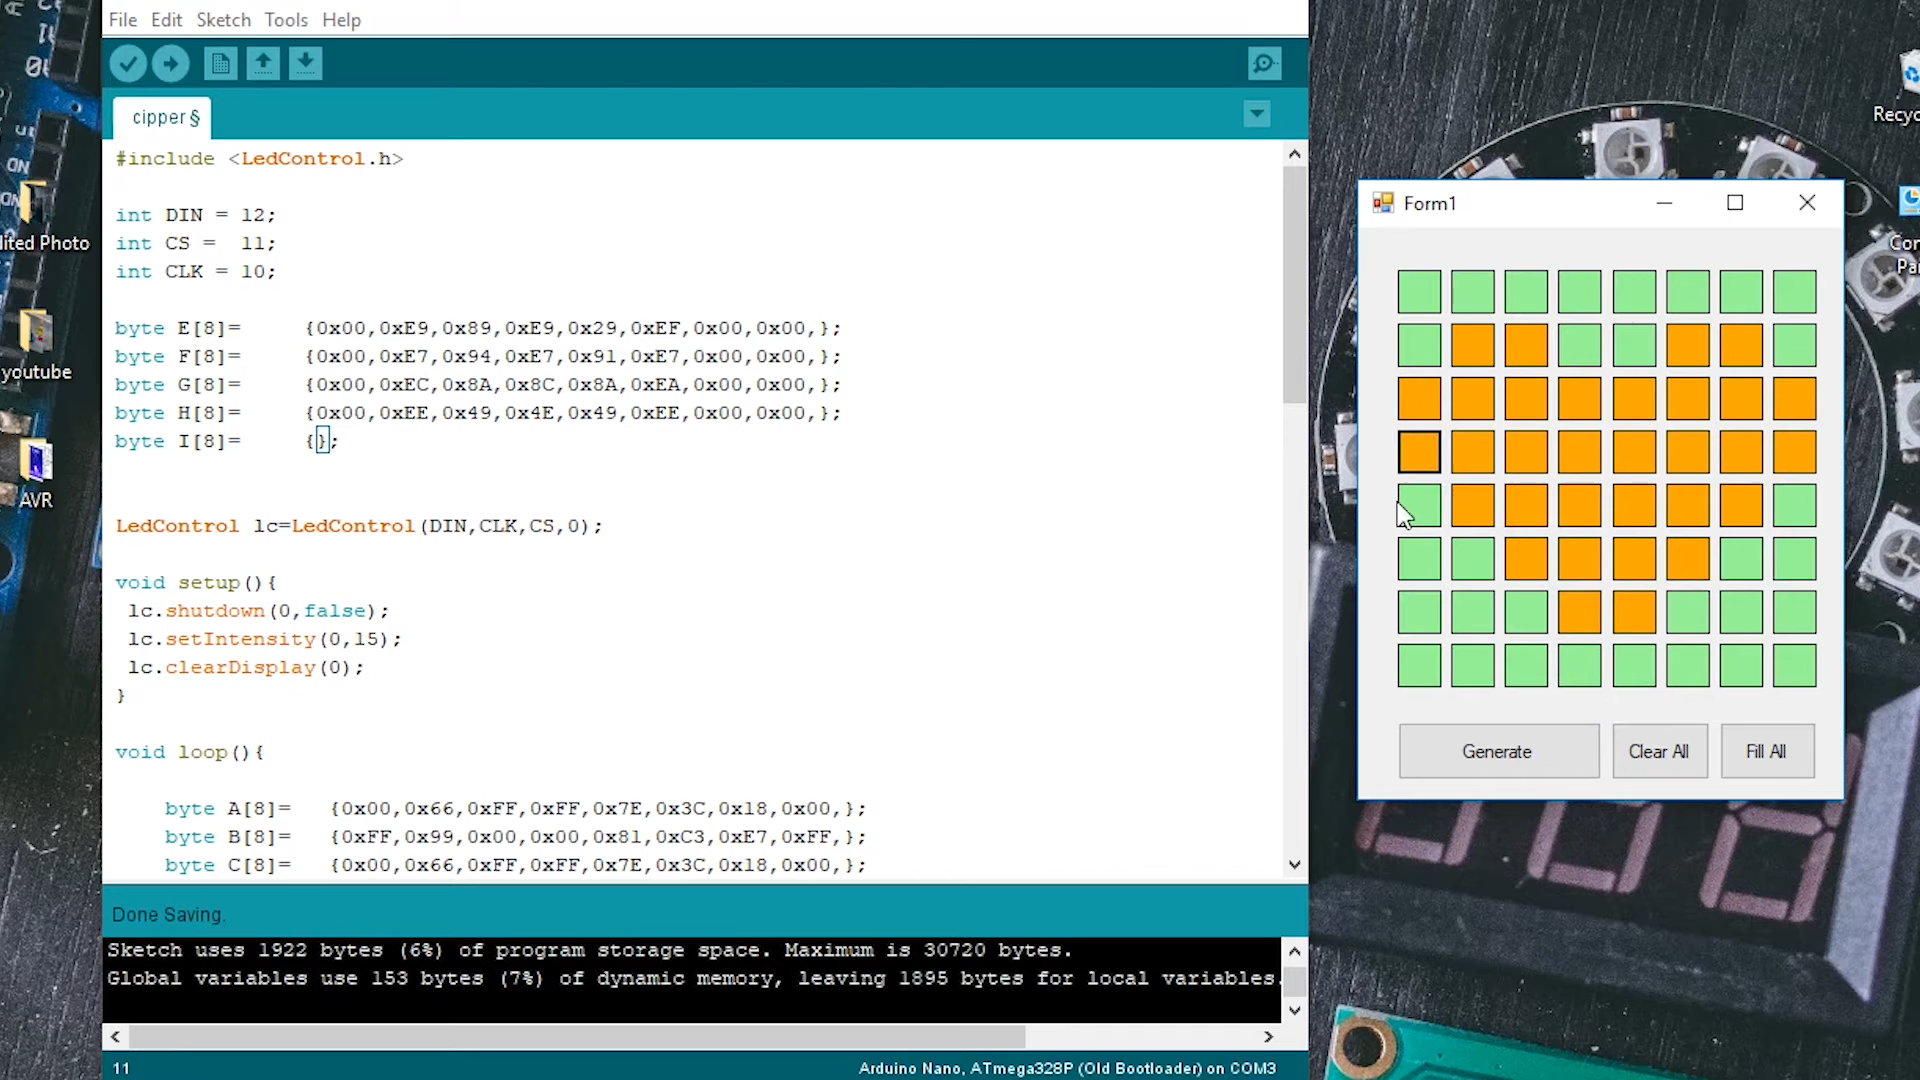 File Edit Sketch Tools Help
cipper §
#include <LedControl.h>
int DIN = 12;
int CS =  11;
int CLK = 10;
byte E[8]=     {0x00,0xE9,0x89,0xE9,0x29,0xEF,0x00,0x00,};
byte F[8]=     {0x00,0xE7,0x94,0xE7,0x91,0xE7,0x00,0x00,};
byte G[8]=     {0x00,0xEC,0x8A,0x8C,0x8A,0xEA,0x00,0x00,};
byte H[8]=     {0x00,0xEE,0x49,0x4E,0x49,0xEE,0x00,0x00,};
byte I[8]=     {};
LedControl lc=LedControl(DIN,CLK,CS,0);
void setup(){
lc.shutdown(0,false);
lc.setIntensity(0,15);
lc.clearDisplay(0);
}
void loop(){
byte A[8]=   {0x00,0x66,0xFF,0xFF,0x7E,0x3C,0x18,0x00,};
byte B[8]=   {0xFF,0x99,0x00,0x00,0x81,0xC3,0xE7,0xFF,};
byte C[8]=   {0x00,0x66,0xFF,0xFF,0x7E,0x3C,0x18,0x00,};
Done Saving.
Sketch uses 1922 bytes (6%) of program storage space. Maximum is 30720 bytes.
Global variables use 153 bytes (7%) of dynamic memory, leaving 1895 bytes for local variables.
11
Arduino Nano, ATmega328P (Old Bootloader) on COM3
Form1
Generate
Clear All
Fill All
dited Photo
youtube
AVR
Recyc
Con
Pa